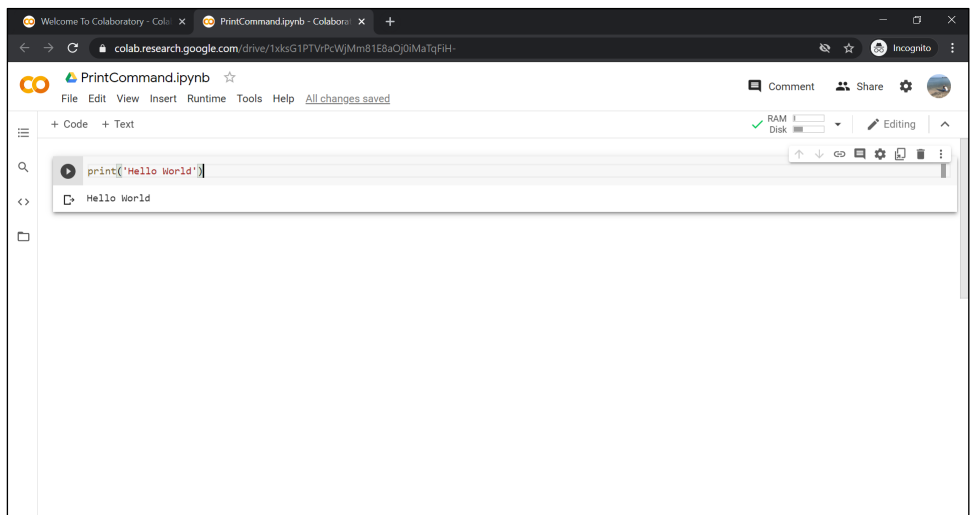 Welcome To Colaboratory - Cola
PrintCommand.ipynb - Colaborat
colab.research.google.com/drive/1xksG1PTVrPcWjMm81E8aOj0iMaTqFiH-
Incognito
PrintCommand.ipynb
File Edit View Insert Runtime Tools Help All changes saved
Comment
Share
+ Code + Text
RAM
Disk
Editing
print('Hello World')
Hello World